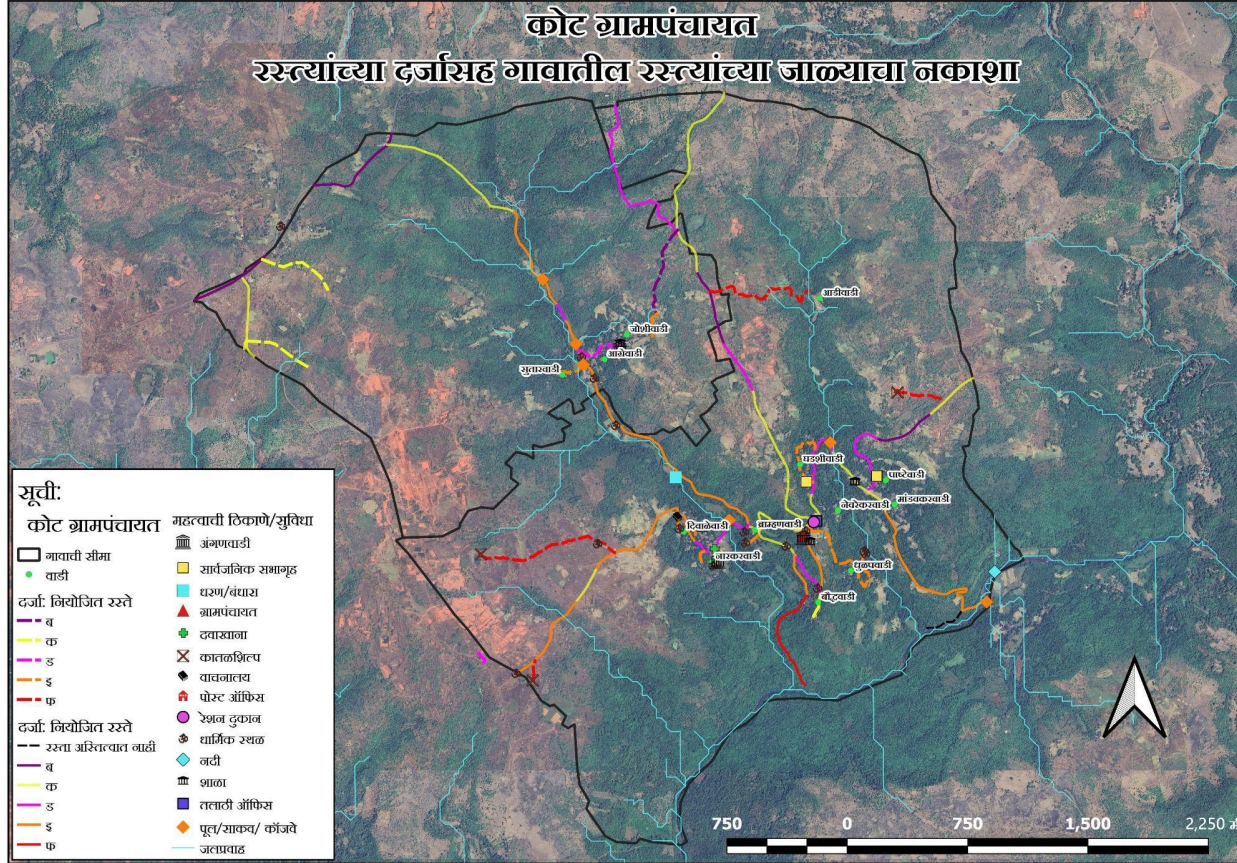 कोट ग्रामपंचायत
रस्त्यांच्या दर्जासह गावातील रस्त्यांच्या जाळ्याचा नकाशा
आडीवाडी
जोशीवाडी
आग्रेवाडी
सुतारवाडी
घडशीवाडी
पाष्टेवाडी
मांडवकरवाडी
नेवरेकरवाडी
दिवाळेवाडी
ब्राम्हणवाडी
नारकरवाडी
धुळपवाडी
बौद्धवाडी
सूची:
कोट ग्रामपंचायत
गावाची सीमा
वाडी
दर्जा: नियोजित रस्ते
ब
क
ड
इ
फ
दर्जा: नियोजित रस्ते
रस्ता अस्तित्वात नाही
ब
क
ड
इ
फ
महत्वाची ठिकाणे/सुविधा
अंगणवाडी
सार्वजनिक सभागृह
धरण/बंधारा
ग्रामपंचायत
दवाखाना
कातळशिल्प
वाचनालय
पोस्ट ऑफिस
रेशन दुकान
धार्मिक स्थळ
नदी
शाळा
तलाठी ऑफिस
पूल/साकव/ कॉजवे
जलप्रवाह
750 0 750 1,500 2,250 मी